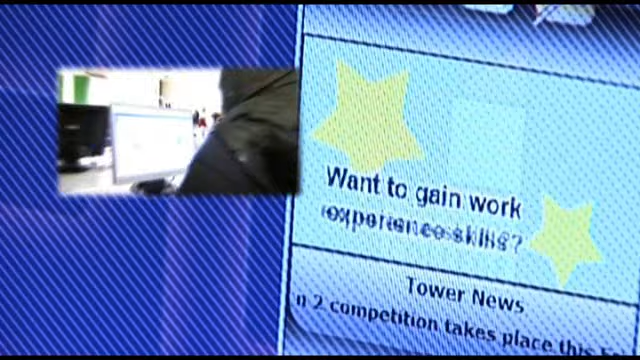 Want to gain work
experience skills?
Tower News
n 2 competition takes place this